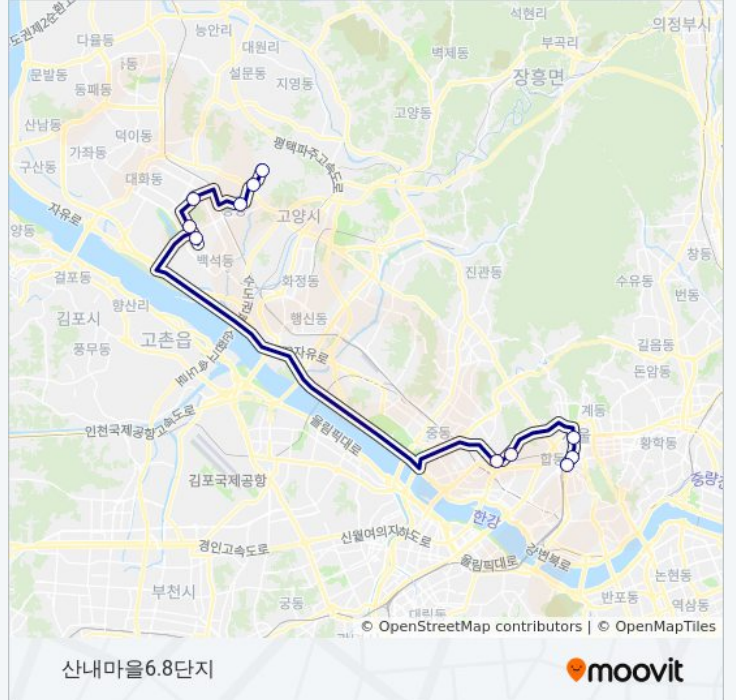 석현리
의정부시
능안리
도권제2순환고
다율동
대원리
부곡리
벽제동
문발동
설문동
지영동
장흥면
동패동
고양동
산남동
덕이동
평택파주고속도로
가좌동
구산동
대화동
자유로
고양시
백석동
창동
진관동
걸포동
수도권제
화정동
수유동
번동
향산리
김포시
행신동
고촌읍
풍무동
자유로
길음동
돈암동
계동
인천국제공항고속도로
올림픽대로
중동
황학동
합동
김포국제공항
한강
신월여의지하도로
경인고속도로
올림픽대로
강변북로
논현동
부천시
궁동
반포동
역삼동
대림동
© OpenStreetMap contributors | © OpenMapTiles
산내마을6.8단지
moovit